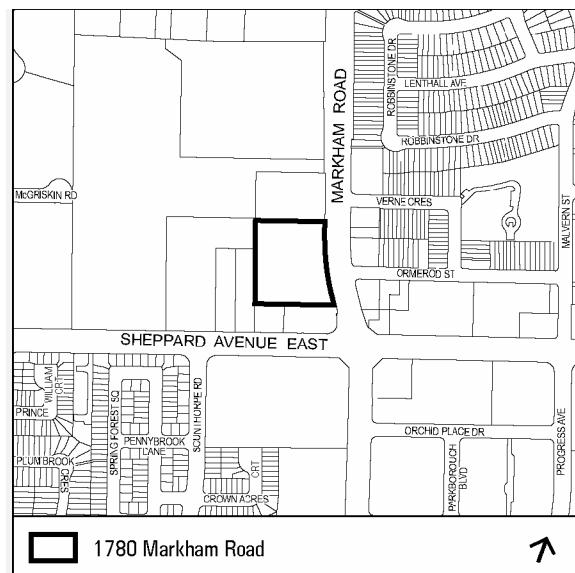 ROBBINSTONE DR
LENTHALL AVE
MARKHAM ROAD
ROBBINSTONE DR
McGRISKIN RD
VERNE CRES
MALVERN ST
ORMEROD ST
SHEPPARD AVENUE EAST
WILLIAM
CRT
PRINCE
SPRING FOREST SQ
SCUNTHORPE RD
PENNYBROOK
LANE
ORCHID PLACE DR
PROGRESS AVE
PLUMBROOK
CRES
CRT
CROWN ACRES
PARKBOROUGH
BLVD
1780 Markham Road